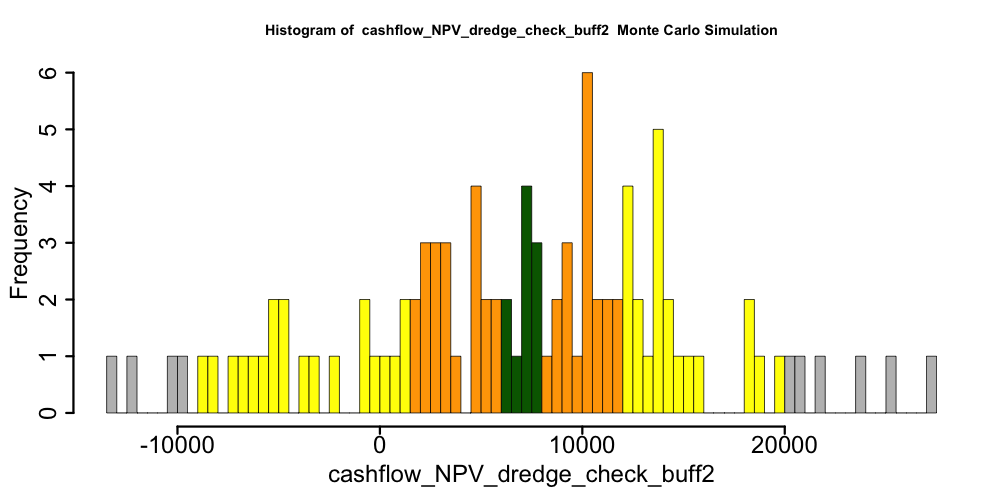 Histogram of  cashflow_NPV_dredge_check_buff2  Monte Carlo Simulation
6
5
4
3
2
1
0
Frequency
-10000 0 10000 20000
cashflow_NPV_dredge_check_buff2